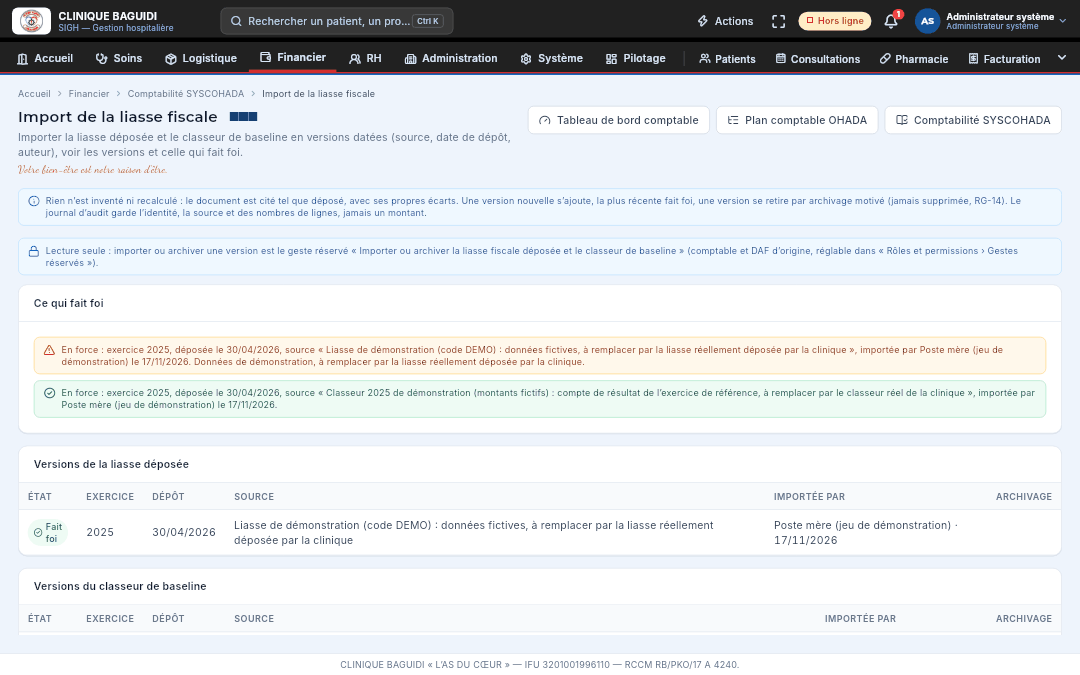 CLINIQUE BAGUIDI
SIGH — Gestion hospitalière
Rechercher un patient, un pro... Ctrl K
Actions
Hors ligne
1
AS
Administrateur système
Administrateur système
Accueil
Soins
Logistique
Financier
RH
Administration
Système
Pilotage
Patients
Consultations
Pharmacie
Facturation
Accueil › Financier › Comptabilité SYSCOHADA › Import de la liasse fiscale
Import de la liasse fiscale
Importer la liasse déposée et le classeur de baseline en versions datées (source, date de dépôt,
auteur), voir les versions et celle qui fait foi.
Votre bien-être est notre raison d'être.
Tableau de bord comptable
Plan comptable OHADA
Comptabilité SYSCOHADA
Rien n'est inventé ni recalculé : le document est cité tel que déposé, avec ses propres écarts. Une version nouvelle s'ajoute, la plus récente fait foi, une version se retire par archivage motivé (jamais supprimée, RG-14). Le
journal d'audit garde l'identité, la source et des nombres de lignes, jamais un montant.
Lecture seule : importer ou archiver une version est le geste réservé « Importer ou archiver la liasse fiscale déposée et le classeur de baseline » (comptable et DAF d'origine, réglable dans « Rôles et permissions › Gestes
réservés »).
Ce qui fait foi
En force : exercice 2025, déposée le 30/04/2026, source « Liasse de démonstration (code DEMO) : données fictives, à remplacer par la liasse réellement déposée par la clinique », importée par Poste mère (jeu de
démonstration) le 17/11/2026. Données de démonstration, à remplacer par la liasse réellement déposée par la clinique.
En force : exercice 2025, déposée le 30/04/2026, source « Classeur 2025 de démonstration (montants fictifs) : compte de résultat de l'exercice de référence, à remplacer par le classeur réel de la clinique », importée par
Poste mère (jeu de démonstration) le 17/11/2026.
Versions de la liasse déposée
ÉTAT EXERCICE DÉPÔT SOURCE IMPORTÉE PAR ARCHIVAGE
Fait
foi
2025
30/04/2026
Liasse de démonstration (code DEMO) : données fictives, à remplacer par la liasse réellement
déposée par la clinique
Poste mère (jeu de démonstration) ·
17/11/2026
Versions du classeur de baseline
ÉTAT EXERCICE DÉPÔT SOURCE IMPORTÉE PAR ARCHIVAGE
CLINIQUE BAGUIDI « L'AS DU CŒUR » — IFU 3201001996110 — RCCM RB/PKO/17 A 4240.